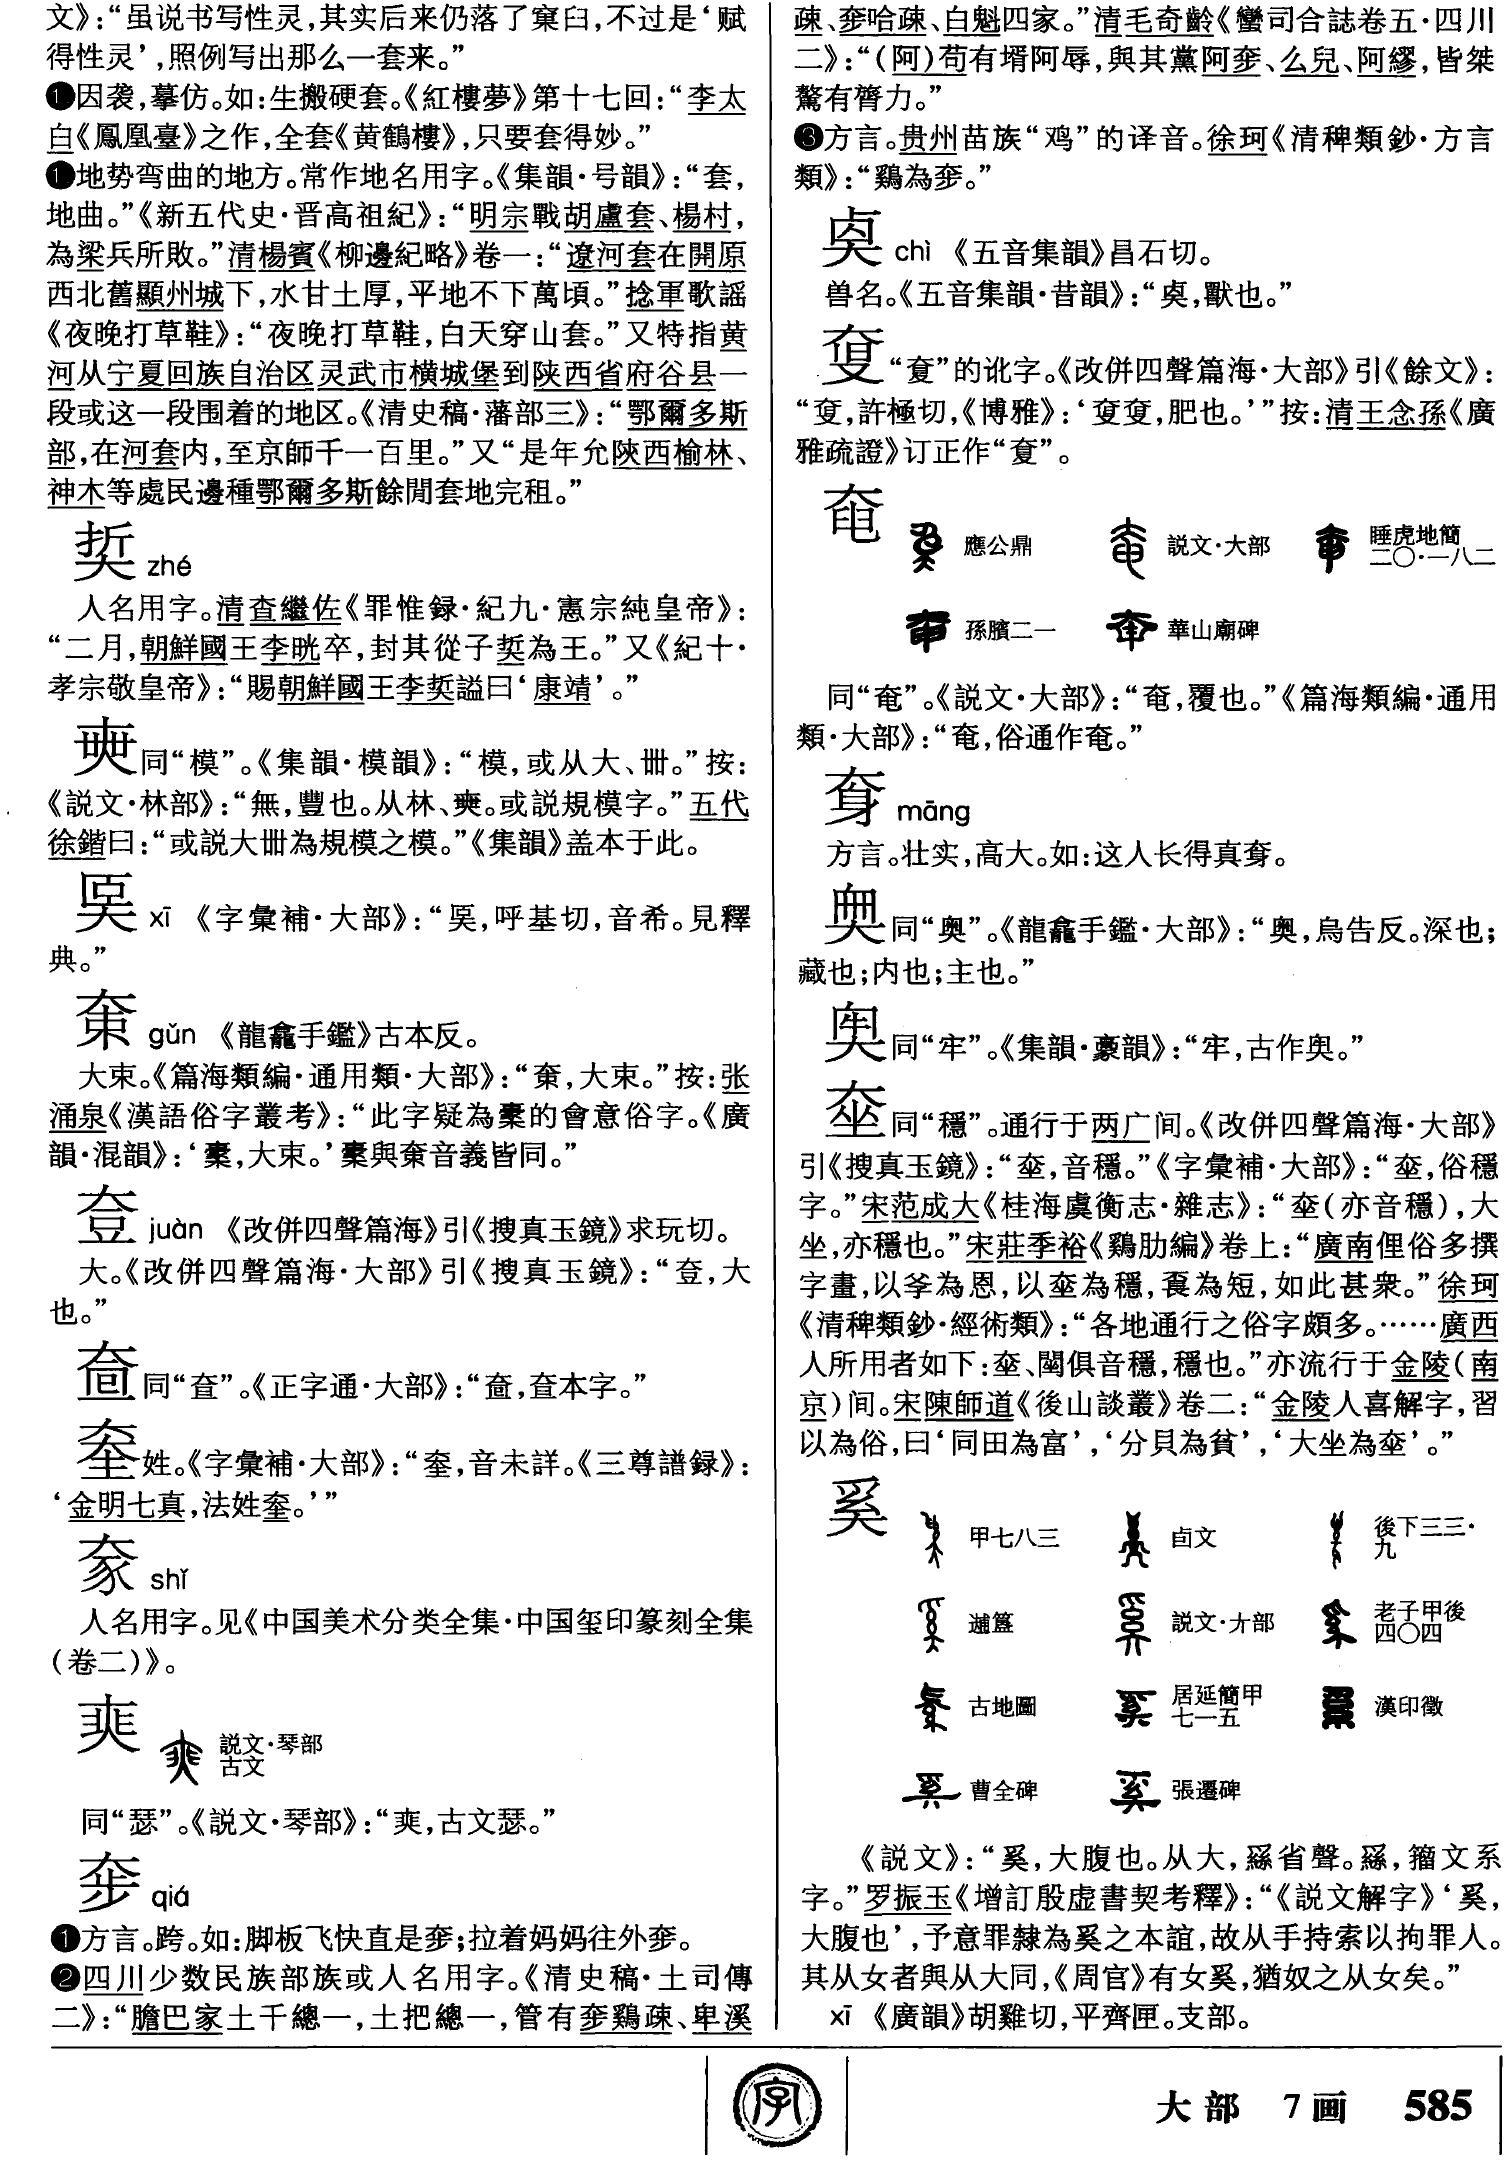 文》：“虽说书写性灵，其实后来仍落了窠臼，不过是‘赋
得性灵’，照例写出那么一套来。”
❶因袭，摹仿。如：生搬硬套。《紅樓夢》第十七回：“李太
白《鳳凰臺》之作，全套《黄鶴樓》，只要套得妙。”
❶地势弯曲的地方。常作地名用字。《集韻·号韻》：“套，
地曲。”《新五代史·晋高祖紀》：“明宗戰胡盧套、楊村，
為梁兵所敗。”清楊賓《柳邊紀略》卷一：“遼河套在開原
西北舊顯州城下，水甘土厚，平地不下萬頃。”捻軍歌謡
《夜晚打草鞋》：“夜晚打草鞋，白天穿山套。”又特指黄
河从宁夏回族自治区灵武市横城堡到陕西省府谷县一
段或这一段围着的地区。《清史稿·藩部三》：“鄂爾多斯
部，在河套内，至京師千一百里。”又“是年允陝西榆林、
神木等處民邊種鄂爾多斯餘閒套地完租。”
㛃 zhé
人名用字。清查繼佐《罪惟録·紀九·憲宗純皇帝》：
“二月，朝鮮國王李晄卒，封其從子为王。”又《紀十·
孝宗敬皇帝》：“賜朝鮮國王李謚曰‘康靖’。”
同“模”。《集韻·模韻》：“模，或从大、卌。”按：
《説文·林部》：“無，豐也。从林、奭。或説規模字。”五代
徐鍇曰：“或説大卌為規模之模。”《集韻》盖本于此。
xī 《字彙補·大部》：“，呼基切，音希。見釋
典。”
gǔn 《龍龕手鑑》古本反。
大束。《篇海類編·通用類·大部》：“，大束。”按：张
涌泉《漢語俗字叢考》：“此字疑為橐的會意俗字。《廣
韻·混韻》：‘，大束。’與音義皆同。”
juàn 《改併四聲篇海》引《搜真玉鏡》求玩切。
大。《改併四聲篇海·大部》引《搜真玉鏡》：“，大
也。”
同“奆”。《正字通·大部》：“，本字。”
姓。《字彙補·大部》：“，音未詳。《三尊譜録》：
‘金明七真，法姓。’”
shǐ
人名用字。见《中国美术分类全集·中国玺印篆刻全集
（卷二）》。
説文·琴部
古文
同“瑟”。《説文·琴部》：“，古文瑟。”
qiá
❶方言。跨。如：脚板飞快直是；拉着妈妈往外。
❷四川少数民族部族或人名用字。《清史稿·土司傳
二》：“膽巴家土千總一，土把總一，管有鷄疎、卑溪
疎、哈疎、白魁四家。”清毛奇齡《蠻司合誌卷五·四川
二》：“（阿）苟有壻阿辱，與其黨阿、么兒、阿繆，皆桀
驁有膂力。”
❸方言。贵州苗族“鸡”的译音。徐珂《清稗類鈔·方言
類》：“鷄為。”
chì 《五音集韻》昌石切。
兽名。《五音集韻·昔韻》：“，獸也。”
“”的讹字。《改併四聲篇海·大部》引《餘文》：
“，許極切，《博雅》：‘，肥也。’”按：清王念孫《廣
雅疏證》订正作“”。
應公鼎 説文·大部 睡虎地簡
二〇·一八二
孫臏二一 華山廟碑
同“奄”。《説文·大部》：“奄，覆也。”《篇海類編·通用
類·大部》：“奄，俗通作奄。”
māng
方言。壮实，高大。如：这人长得真。
同“奥”。《龍龕手鑑·大部》：“奥，烏告反。深也；
藏也；内也；主也。”
同“牢”。《集韻·豪韻》：“牢，古作。”
同“穩”。通行于两广间。《改併四聲篇海·大部》
引《搜真玉鏡》：“，音穩。”《字彙補·大部》：“，俗穩
字。”宋范成大《桂海虞衡志·雜志》：“（亦音穩），大
坐，亦穩也。”宋莊季裕《鷄肋編》卷上：“廣南俚俗多撰
字畫，以為恩，以為穩，為短，如此甚衆。”徐珂
《清稗類鈔·經術類》：“各地通行之俗字頗多。……廣西
人所用者如下：、閪俱音穩，穩也。”亦流行于金陵（南
京）间。宋陳師道《後山談叢》卷二：“金陵人喜解字，習
以為俗，曰‘同田為富’，‘分貝為貧’，‘大坐為’。”
奚
甲七八三 卣文 後下三三·
九
簋 説文·亣部 老子甲後
四〇四
古地圖 居延簡甲
七一五 漢印徵
曹全碑 張遷碑
《説文》：“奚，大腹也。从大，省聲。，籀文系
字。”罗振玉《增訂殷虚書契考釋》：“《説文解字》‘奚，
大腹也’，予意罪隸為奚之本誼，故从手持索以拘罪人。
其从女者與从大同，《周官》有女奚，猶奴之从女矣。”
xī 《廣韻》胡雞切，平齊匣。支部。
字
大部 7画 585